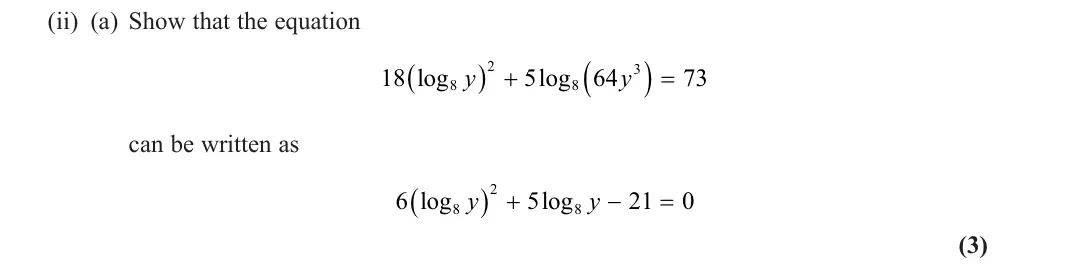 (ii) (a) Show that the equation
18(log₈ y)² + 5log₈(64y³) = 73
can be written as
6(log₈ y)² + 5log₈ y − 21 = 0
(3)